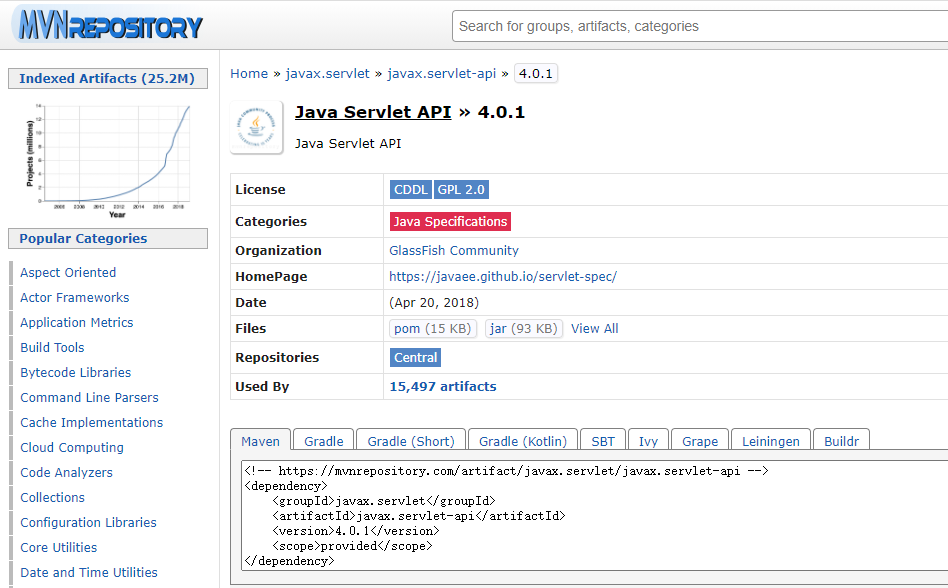 MVNREPOSITORY
Search for groups, artifacts, categories
Indexed Artifacts (25.2M)
Projects (millions)
14
12
10
8
6
4
2
0
2006 2008 2010 2012 2014 2016 2018
Year
Popular Categories
Aspect Oriented
Actor Frameworks
Application Metrics
Build Tools
Bytecode Libraries
Command Line Parsers
Cache Implementations
Cloud Computing
Code Analyzers
Collections
Configuration Libraries
Core Utilities
Date and Time Utilities
Home » javax.servlet » javax.servlet-api » 4.0.1
Java Servlet API » 4.0.1
Java Servlet API
License CDDL GPL 2.0
Categories Java Specifications
Organization GlassFish Community
HomePage https://javaee.github.io/servlet-spec/
Date (Apr 20, 2018)
Files pom (15 KB) jar (93 KB) View All
Repositories Central
Used By 15,497 artifacts
Maven Gradle Gradle (Short) Gradle (Kotlin) SBT Ivy Grape Leiningen Buildr
<!-- https://mvnrepository.com/artifact/javax.servlet/javax.servlet-api -->
<dependency>
    <groupId>javax.servlet</groupId>
    <artifactId>javax.servlet-api</artifactId>
    <version>4.0.1</version>
    <scope>provided</scope>
</dependency>